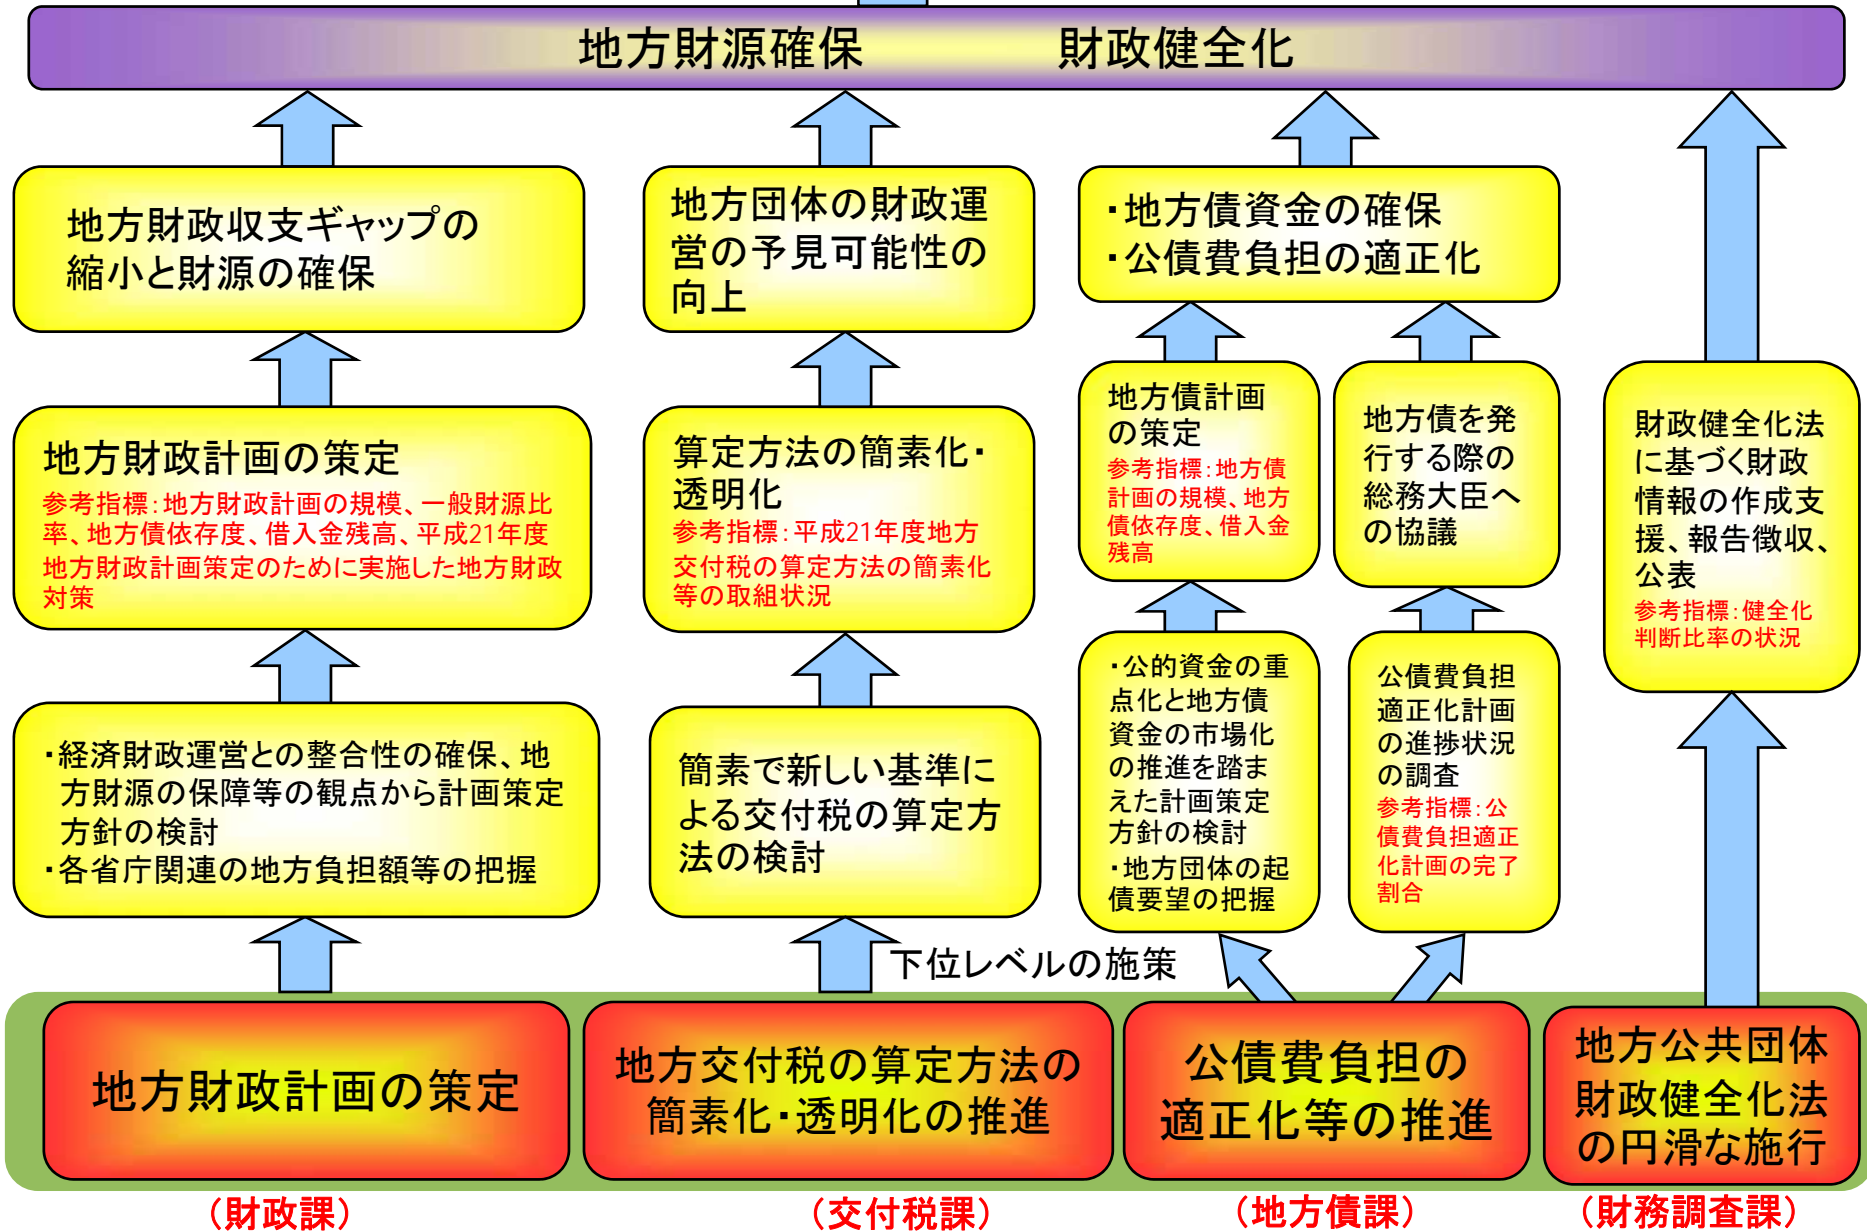 地方財源確保　財政健全化
地方財政収支ギャップの
縮小と財源の確保
地方団体の財政運
営の予見可能性の
向上
・地方債資金の確保
・公債費負担の適正化
地方財政計画の策定
参考指標：地方財政計画の規模、一般財源比
率、地方債依存度、借入金残高、平成21年度
地方財政計画策定のために実施した地方財政
対策
算定方法の簡素化・
透明化
参考指標：平成21年度地方
交付税の算定方法の簡素化
等の取組状況
地方債計画
の策定
参考指標：地方債
計画の規模、地方
債依存度、借入金
残高
地方債を発
行する際の
総務大臣へ
の協議
財政健全化法
に基づく財政
情報の作成支
援、報告徴収、
公表
参考指標：健全化
判断比率の状況
・経済財政運営との整合性の確保、地
方財源の保障等の観点から計画策定
方針の検討
・各省庁関連の地方負担額等の把握
簡素で新しい基準に
よる交付税の算定方
法の検討
・公的資金の重
点化と地方債
資金の市場化
の推進を踏ま
えた計画策定
方針の検討
・地方団体の起
債要望の把握
公債費負担
適正化計画
の進捗状況
の調査
参考指標：公
債費負担適正
化計画の完了
割合
下位レベルの施策
地方財政計画の策定
地方交付税の算定方法の
簡素化・透明化の推進
公債費負担の
適正化等の推進
地方公共団体
財政健全化法
の円滑な施行
（財政課）
（交付税課）
（地方債課）
（財務調査課）